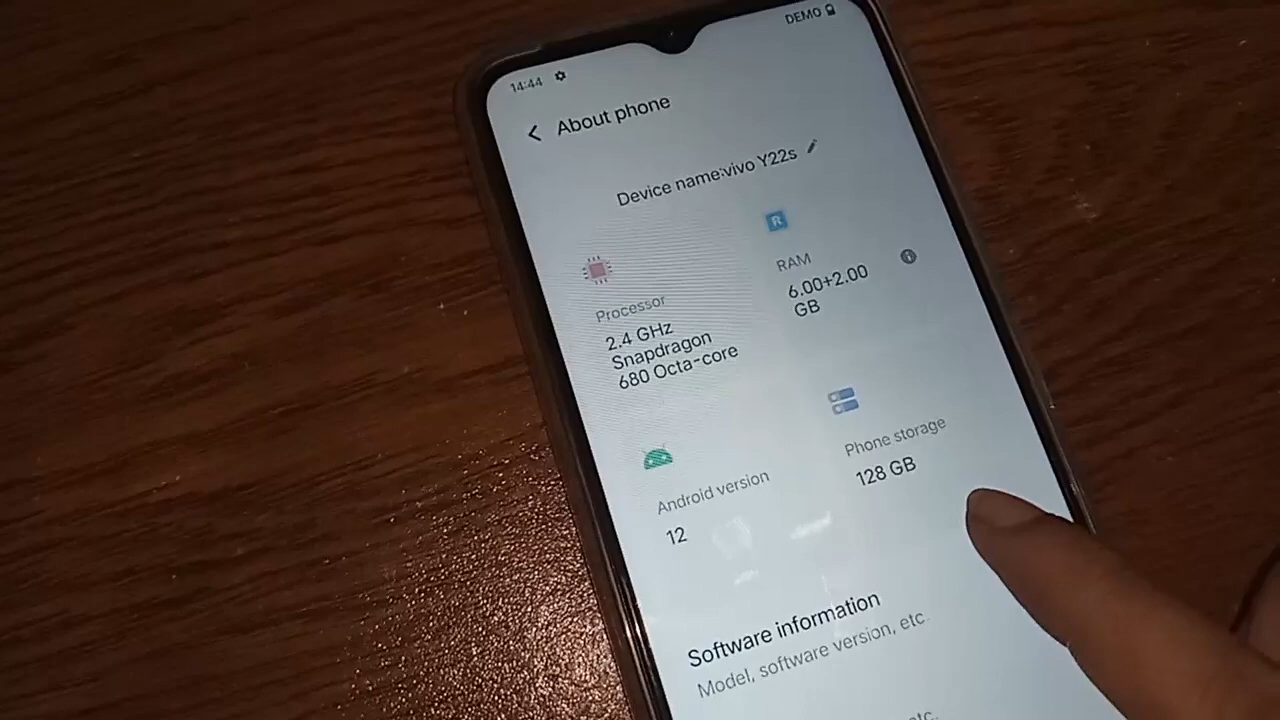 14:44
DEMO
About phone
Device name:vivo Y22s
R
Processor
2.4 GHz
Snapdragon
680 Octa-core
RAM
6.00+2.00
GB
Android version
12
Phone storage
128 GB
Software information
Model, software version, etc.
etc.